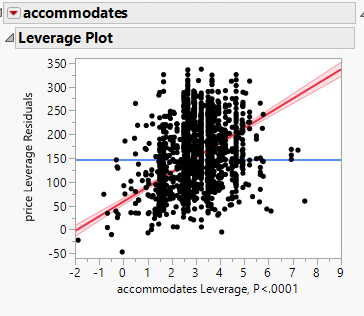 accommodates
Leverage Plot
350
300
250
200
150
100
50
0
-50
price Leverage Residuals
-2 -1 0 1 2 3 4 5 6 7 8 9
accommodates Leverage, P<.0001